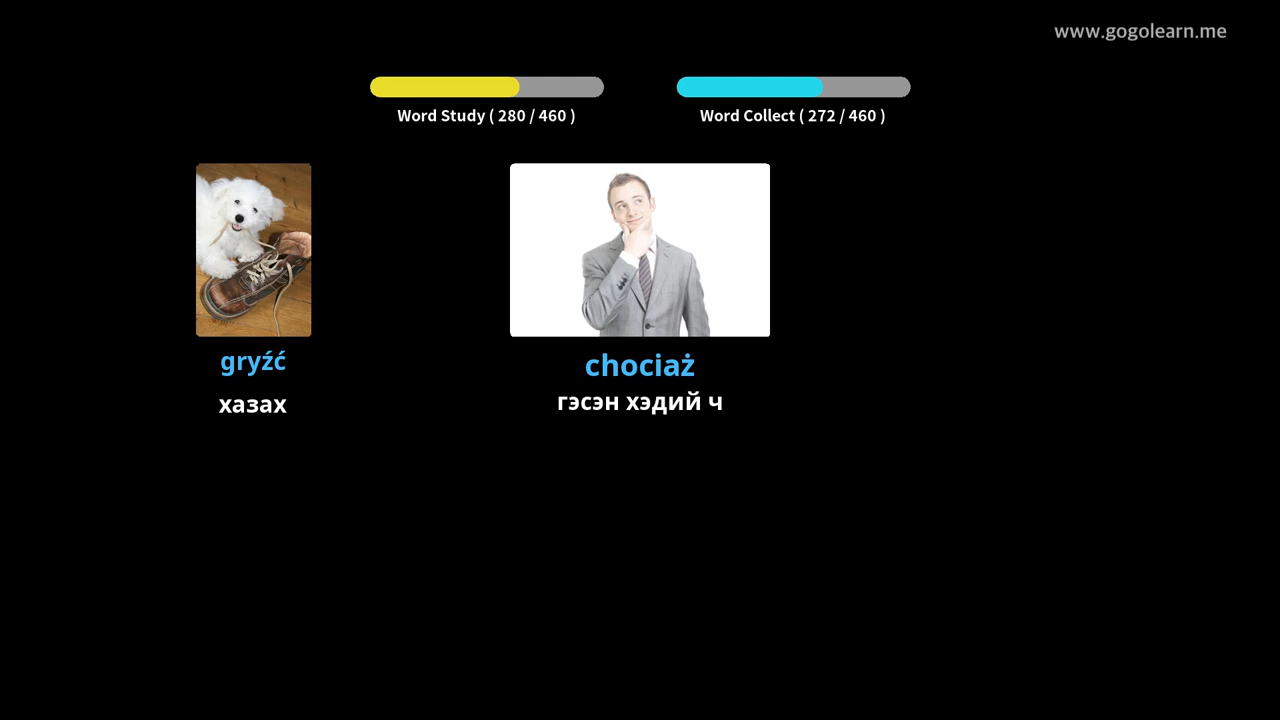 www.gogolearn.me
Word Study ( 280 / 460 )
Word Collect ( 272 / 460 )
gryźć
хазах
chociaż
гэсэн хэдий ч